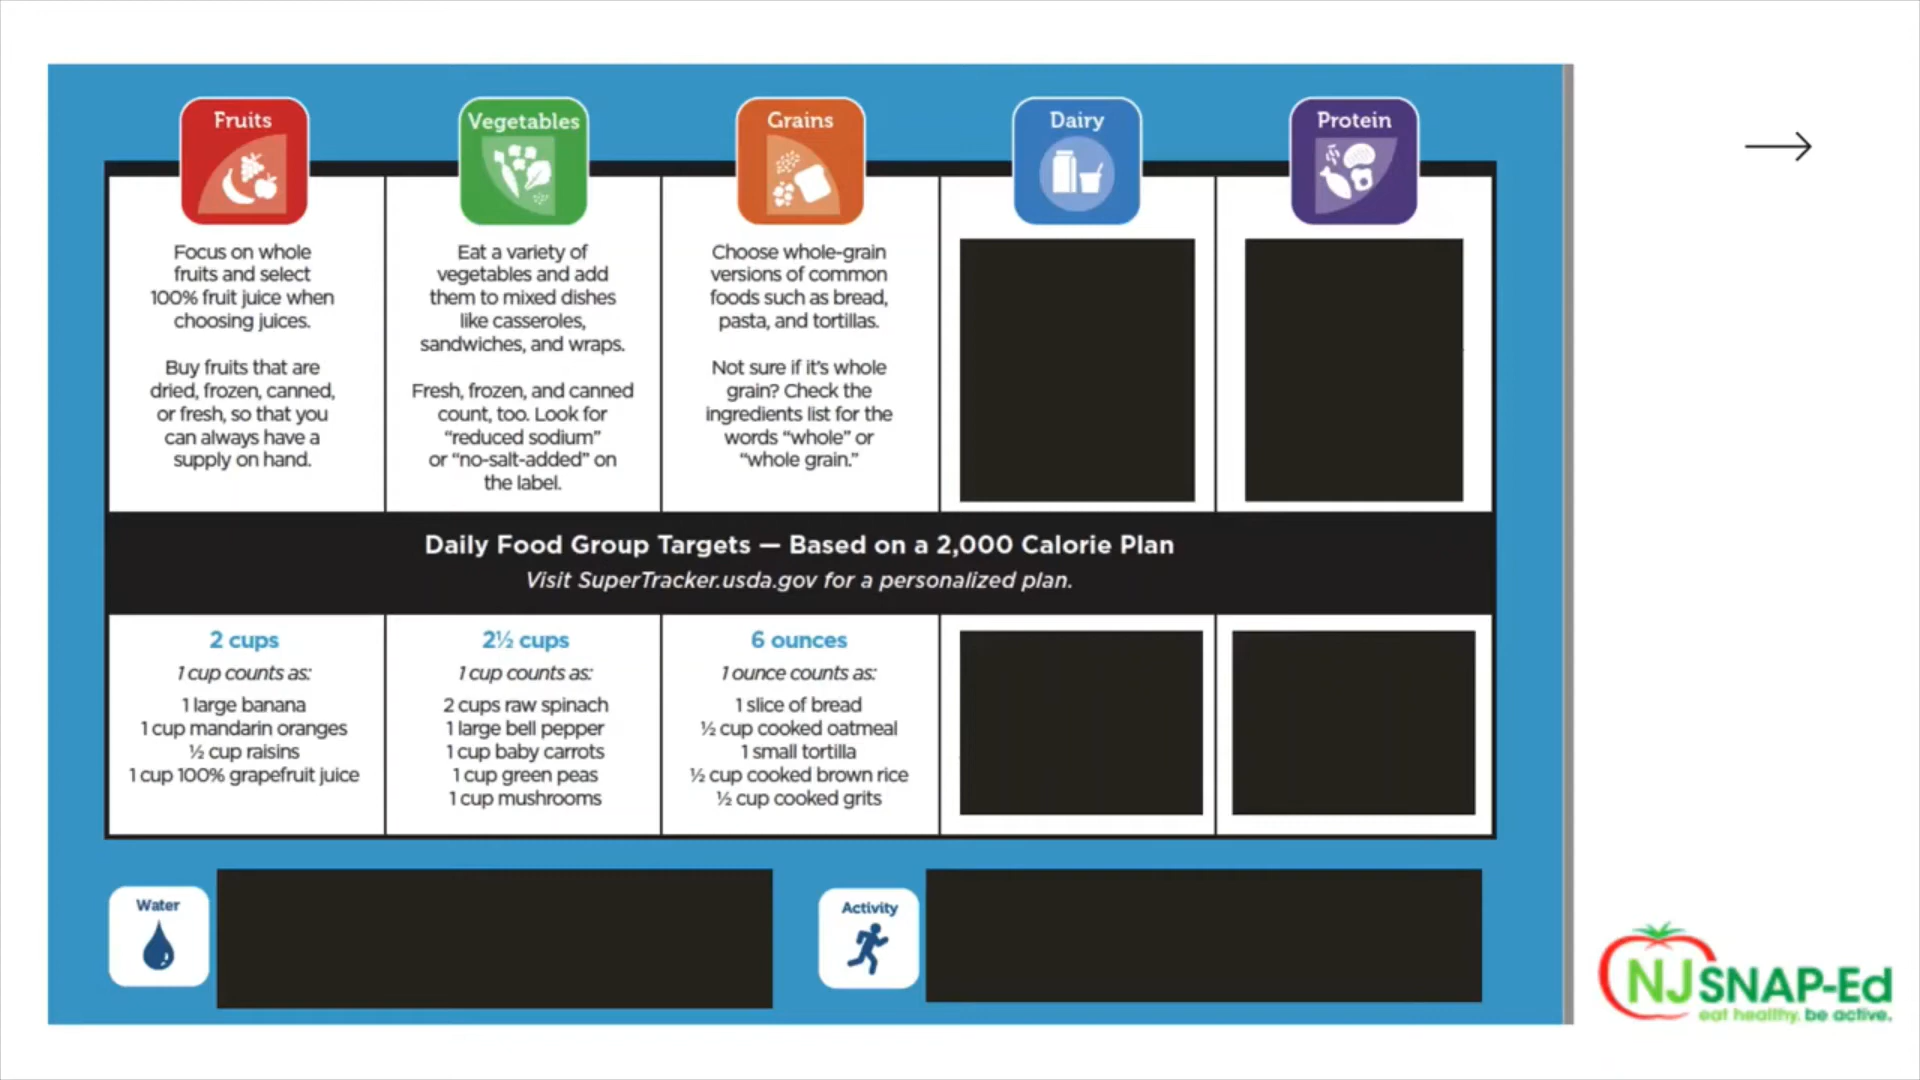 Fruits
Vegetables
Grains
Dairy
Protein
Focus on whole
fruits and select
100% fruit juice when
choosing juices.
Buy fruits that are
dried, frozen, canned,
or fresh, so that you
can always have a
supply on hand.
Eat a variety of
vegetables and add
them to mixed dishes
like casseroles,
sandwiches, and wraps.
Fresh, frozen, and canned
count, too. Look for
“reduced sodium”
or “no-salt-added” on
the label.
Choose whole-grain
versions of common
foods such as bread,
pasta, and tortillas.
Not sure if it’s whole
grain? Check the
ingredients list for the
words “whole” or
“whole grain.”
Daily Food Group Targets — Based on a 2,000 Calorie Plan
Visit SuperTracker.usda.gov for a personalized plan.
2 cups
1 cup counts as:
1 large banana
1 cup mandarin oranges
½ cup raisins
1 cup 100% grapefruit juice
2½ cups
1 cup counts as:
2 cups raw spinach
1 large bell pepper
1 cup baby carrots
1 cup green peas
1 cup mushrooms
6 ounces
1 ounce counts as:
1 slice of bread
½ cup cooked oatmeal
1 small tortilla
½ cup cooked brown rice
½ cup cooked grits
Water
Activity
NJSNAP-Ed
eat healthy. be active.